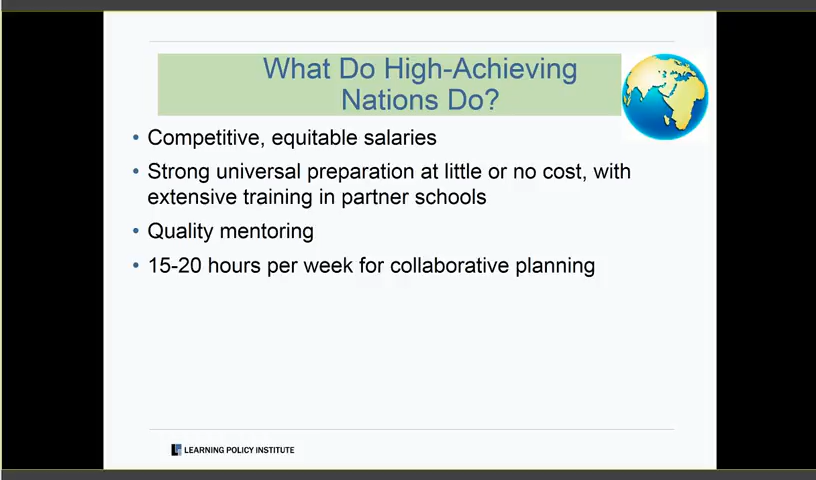 What Do High-Achieving
Nations Do?
• Competitive, equitable salaries
• Strong universal preparation at little or no cost, with
extensive training in partner schools
• Quality mentoring
• 15-20 hours per week for collaborative planning
LEARNING POLICY INSTITUTE